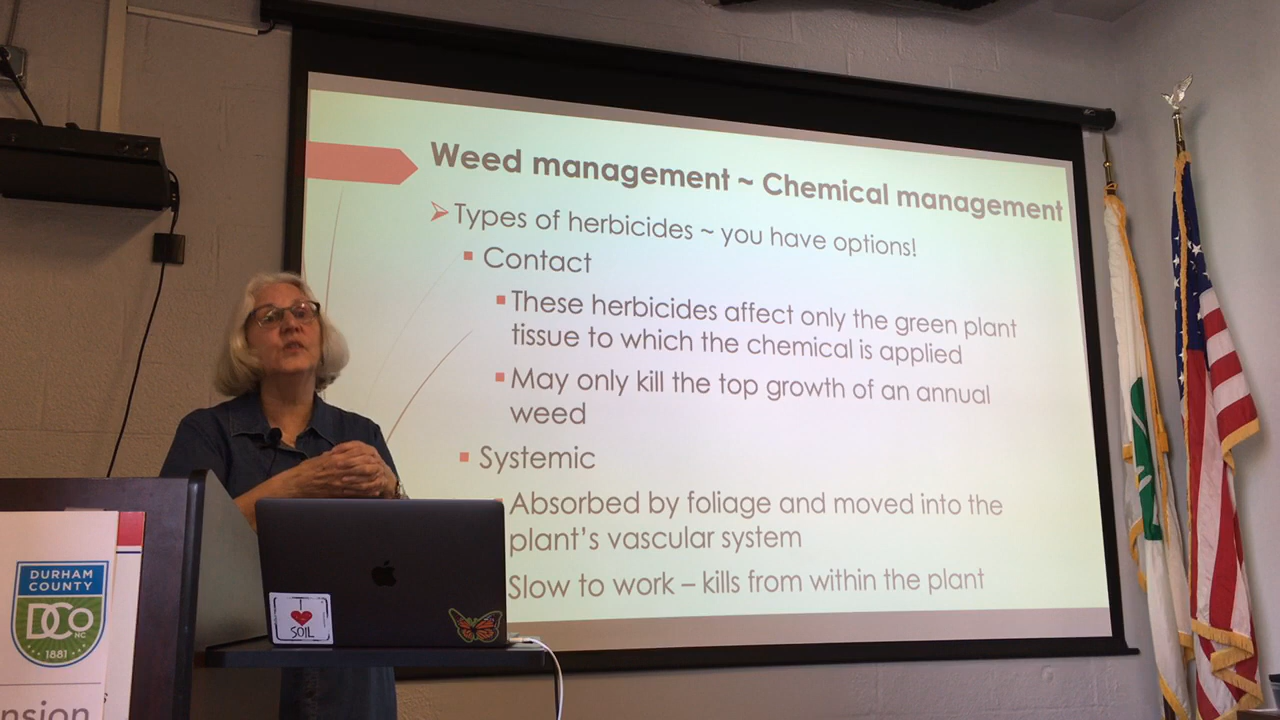 Weed management ~ Chemical management
Types of herbicides ~ you have options!
Contact
These herbicides affect only the green plant
tissue to which the chemical is applied
May only kill the top growth of an annual
weed
Systemic
Absorbed by foliage and moved into the
plant's vascular system
Slow to work – kills from within the plant
I
SOIL
DURHAM
COUNTY
DCo
NC
1881
nsion